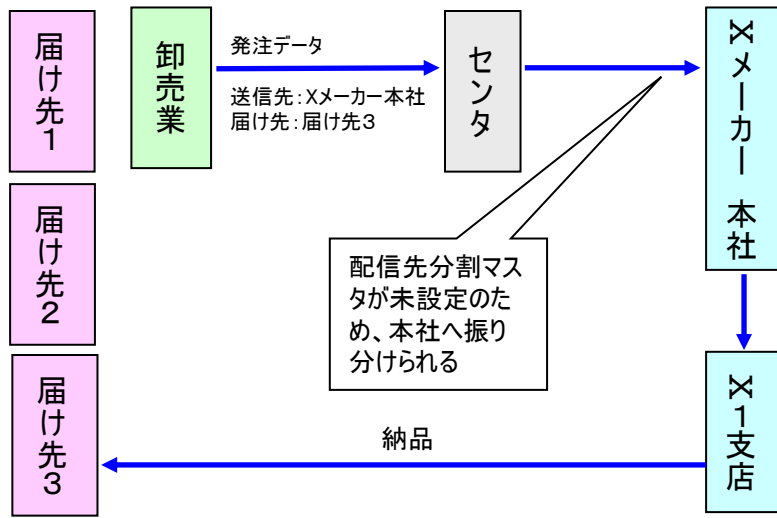 届け先1
卸売業
発注データ
送信先：Xメーカー本社
届け先：届け先3
センタ
Xメーカー 本社
届け先2
配信先分割マス
タが未設定のた
め、本社へ振り
分けられる
届け先3
納品
X1支店